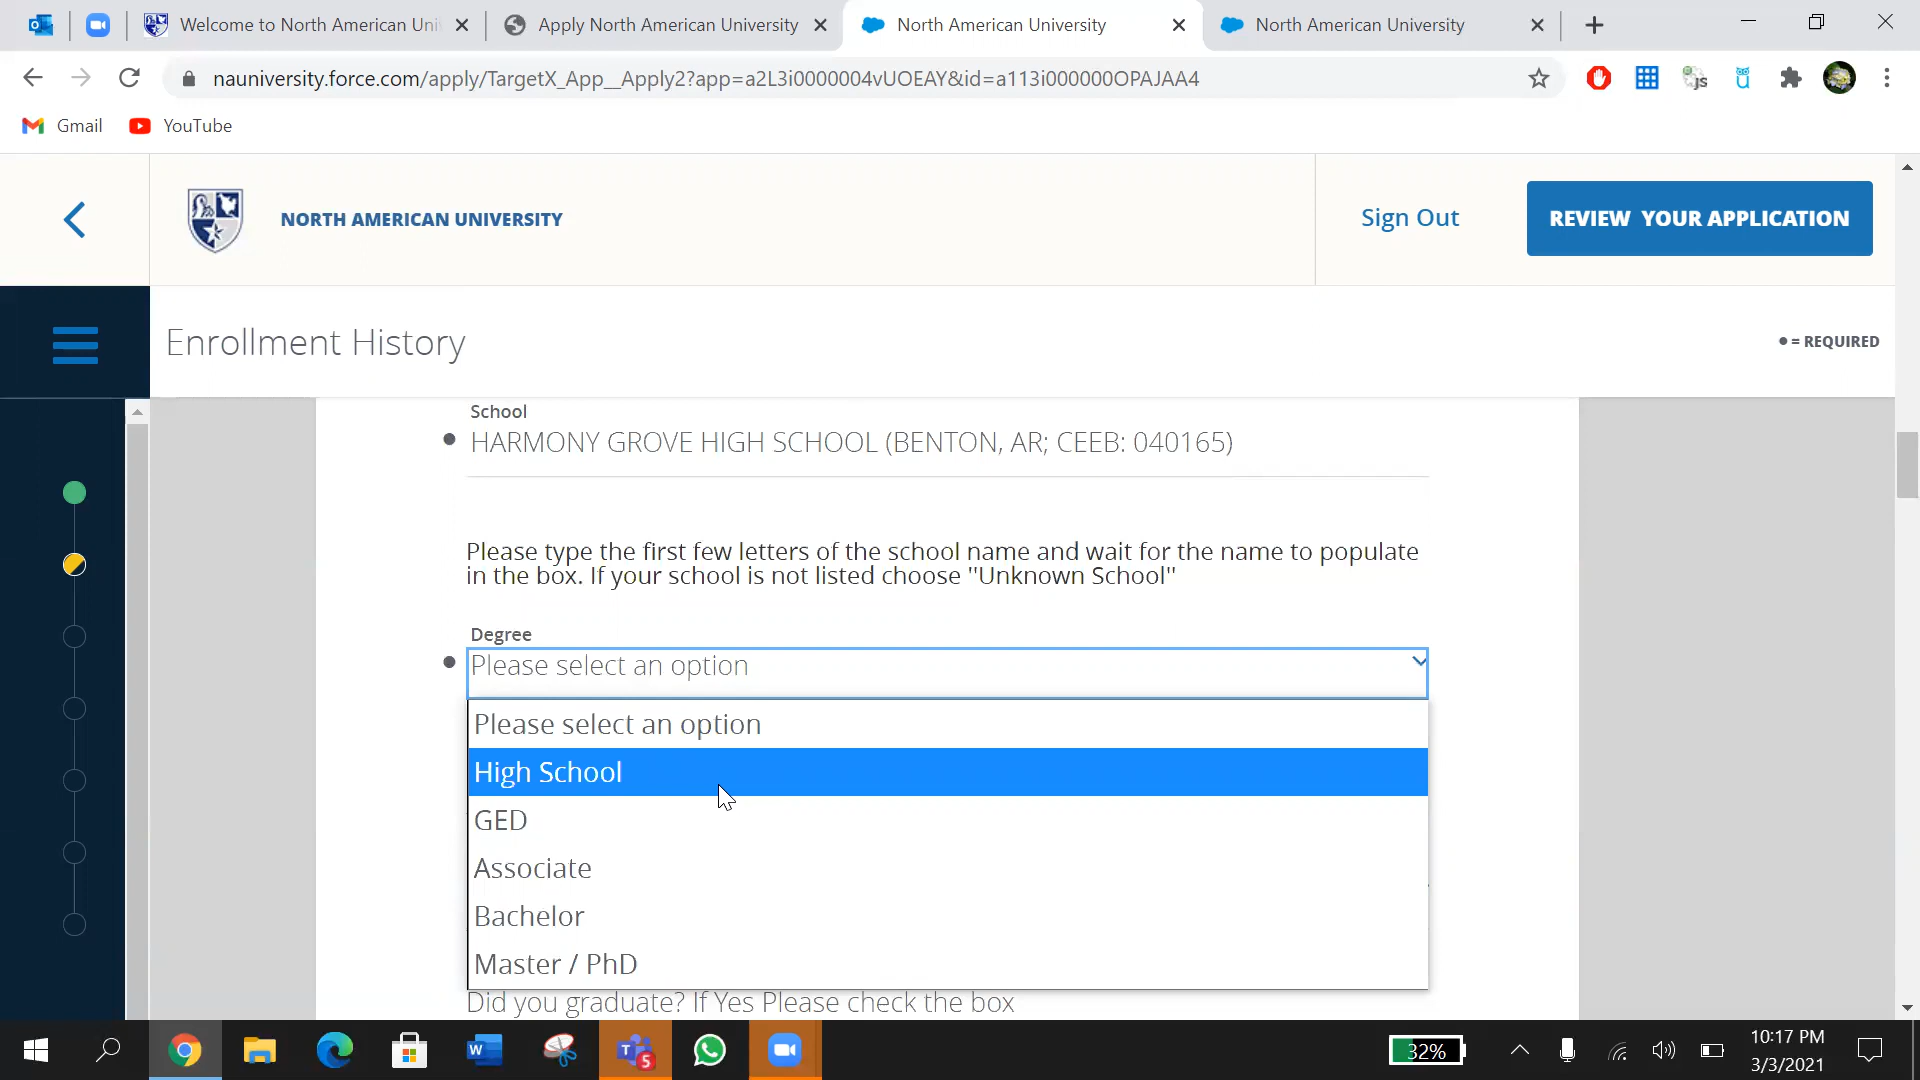 Welcome to North American Uni
Apply North American University
North American University
North American University
nauniversity.force.com/apply/TargetX_App__Apply2?app=a2L3i0000004vUOEAY&id=a113i000000OPAJAA4
Gmail
YouTube
NORTH AMERICAN UNIVERSITY
Sign Out
REVIEW YOUR APPLICATION
Enrollment History
= REQUIRED
School
HARMONY GROVE HIGH SCHOOL (BENTON, AR; CEEB: 040165)
Please type the first few letters of the school name and wait for the name to populate
in the box. If your school is not listed choose "Unknown School"
Degree
Please select an option
Please select an option
High School
GED
Associate
Bachelor
Master / PhD
Did you graduate? If Yes Please check the box
32%
10:17 PM
3/3/2021